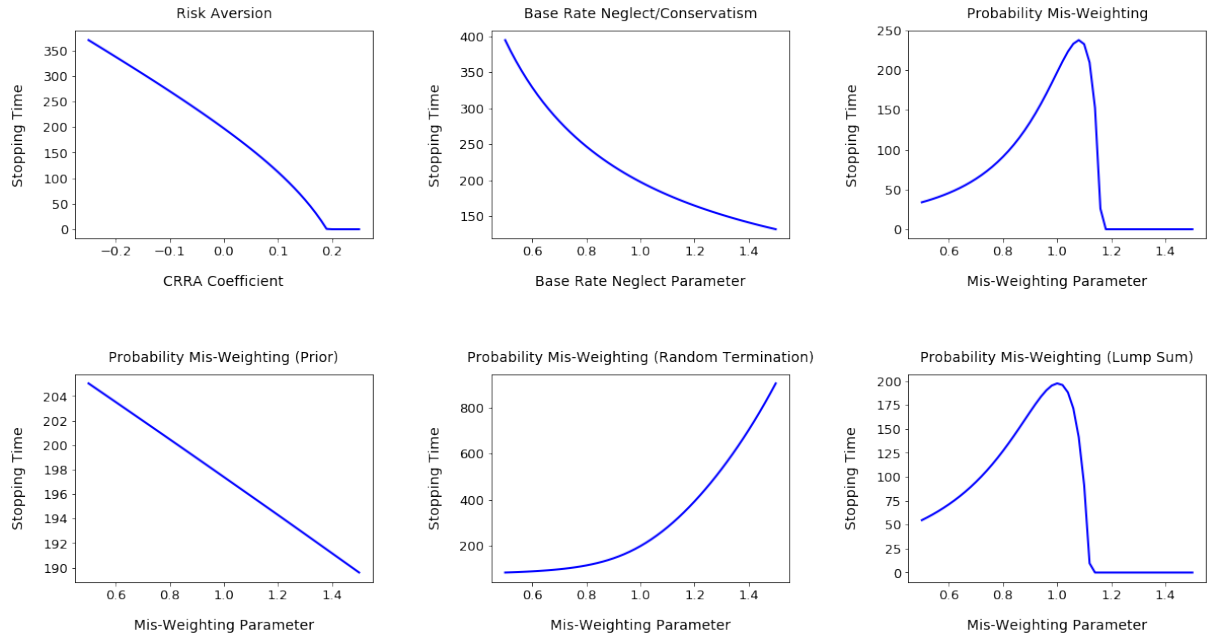 Risk Aversion
Stopping Time
350
300
250
200
150
100
50
0
−0.2 −0.1 0.0 0.1 0.2
CRRA Coefficient
Base Rate Neglect/Conservatism
Stopping Time
400
350
300
250
200
150
0.6 0.8 1.0 1.2 1.4
Base Rate Neglect Parameter
Probability Mis-Weighting
Stopping Time
250
200
150
100
50
0
0.6 0.8 1.0 1.2 1.4
Mis-Weighting Parameter
Probability Mis-Weighting (Prior)
Stopping Time
204
202
200
198
196
194
192
190
0.6 0.8 1.0 1.2 1.4
Mis-Weighting Parameter
Probability Mis-Weighting (Random Termination)
Stopping Time
800
600
400
200
0.6 0.8 1.0 1.2 1.4
Mis-Weighting Parameter
Probability Mis-Weighting (Lump Sum)
Stopping Time
200
175
150
125
100
75
50
25
0
0.6 0.8 1.0 1.2 1.4
Mis-Weighting Parameter